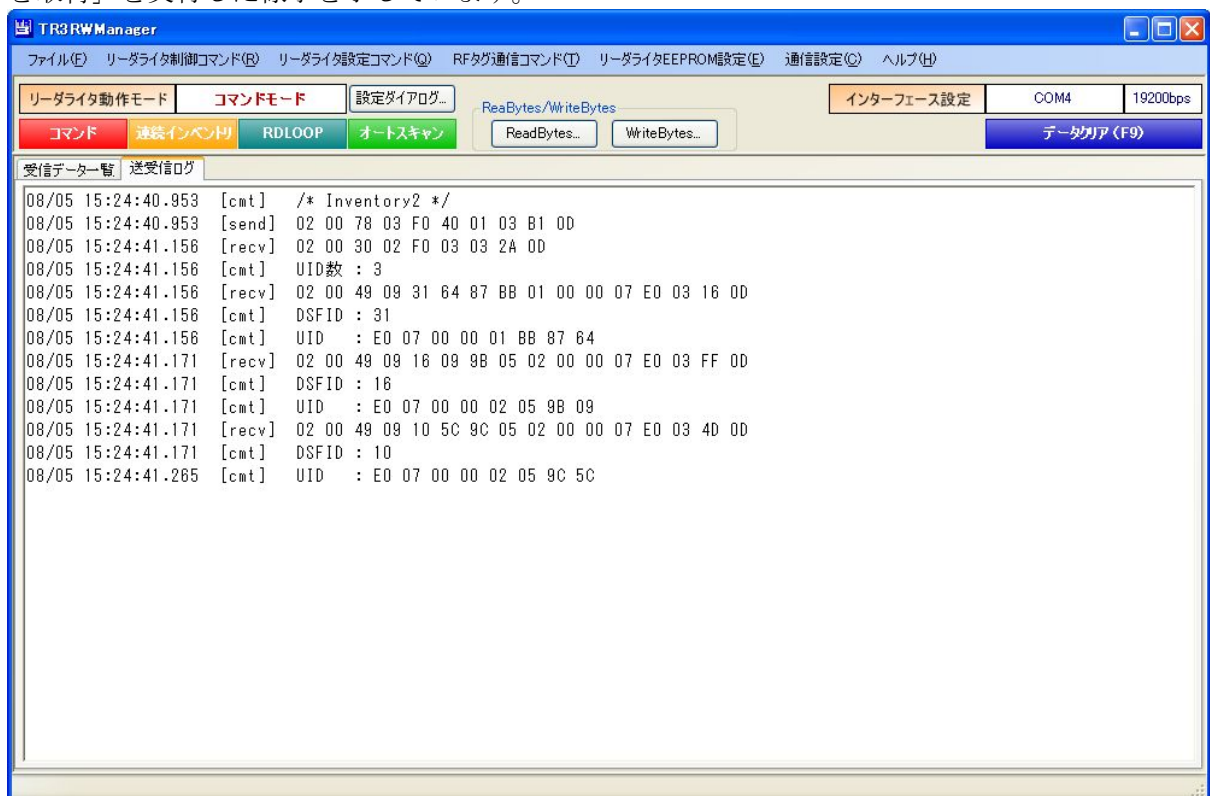 TR3RWManager
ファイル(F) リーダライタ制御コマンド(R) リーダライタ設定コマンド(Q) RFタグ通信コマンド(T) リーダライタEEPROM設定(E) 通信設定(C) ヘルプ(H)
リーダライタ動作モード コマンドモード 設定ダイアログ... ReaBytes/WriteBytes インターフェース設定 COM4 19200bps
コマンド 連続インベントリ RDLOOP オートスキャン ReadBytes... WriteBytes... データクリア(F9)
受信データ一覧 送受信ログ
08/05 15:24:40.953 [cmt] /* Inventory2 */
08/05 15:24:40.953 [send] 02 00 78 03 F0 40 01 03 B1 0D
08/05 15:24:41.156 [recv] 02 00 30 02 F0 03 03 2A 0D
08/05 15:24:41.156 [cmt] UID数 : 3
08/05 15:24:41.156 [recv] 02 00 49 09 31 64 87 BB 01 00 00 07 E0 03 16 0D
08/05 15:24:41.156 [cmt] DSFID : 31
08/05 15:24:41.156 [cmt] UID : E0 07 00 00 01 BB 87 64
08/05 15:24:41.171 [recv] 02 00 49 09 16 09 9B 05 02 00 00 07 E0 03 FF 0D
08/05 15:24:41.171 [cmt] DSFID : 16
08/05 15:24:41.171 [cmt] UID : E0 07 00 00 02 05 9B 09
08/05 15:24:41.171 [recv] 02 00 49 09 10 5C 9C 05 02 00 00 07 E0 03 4D 0D
08/05 15:24:41.171 [cmt] DSFID : 10
08/05 15:24:41.265 [cmt] UID : E0 07 00 00 02 05 9C 5C